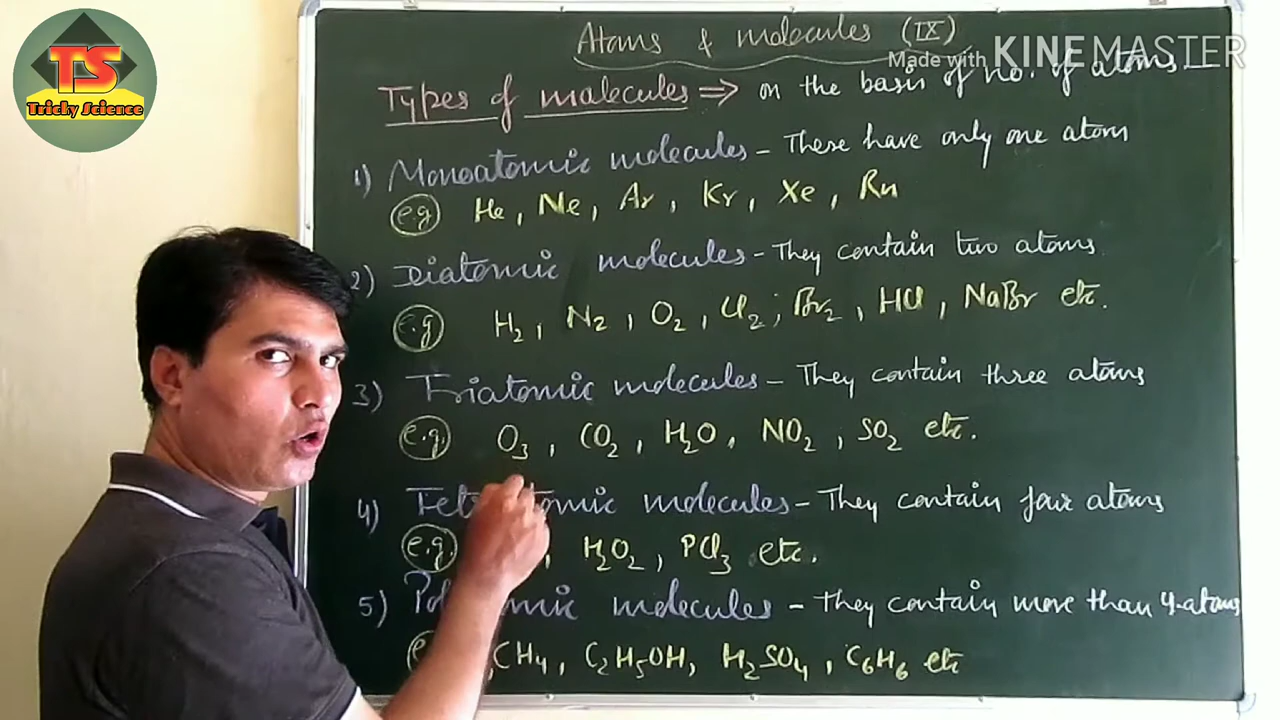 TS
Tricky Science
Made with KINEMASTER
Atoms & molecules (IX)
Types of molecules ⇒ on the basis of no. of atoms -
1) Monoatomic molecules - These have only one atom
e.g He, Ne, Ar, Kr, Xe, Rn
2) Diatomic molecules - They contain two atoms
e.g H₂, N₂, O₂, Cl₂, Br₂, HCl, NaBr etc.
3) Triatomic molecules - They contain three atoms
e.g. O₃, CO₂, H₂O, NO₂, SO₂ etc.
4) Tetratomic molecules - They contain four atoms
e.g. , H₂O₂, PCl₃ etc.
5) molecules - They contain more than 4-atoms
, CH₄, C₂H₅OH, H₂SO₄, C₆H₆ etc